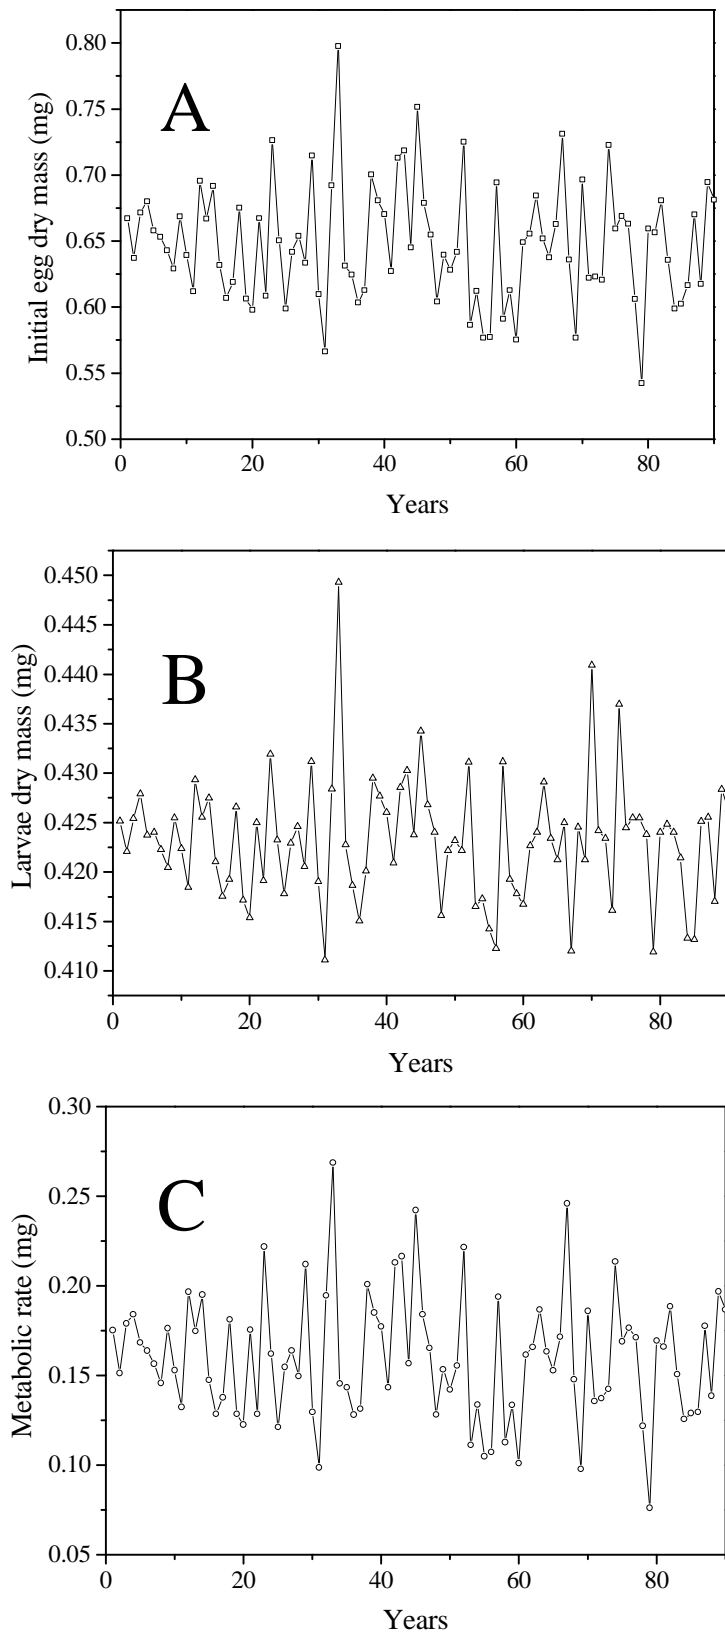 A
Initial egg dry mass (mg)
0.80
0.75
0.70
0.65
0.60
0.55
0.50
0 20 40 60 80
Years
B
Larvae dry mass (mg)
0.450
0.445
0.440
0.435
0.430
0.425
0.420
0.415
0.410
0 20 40 60 80
Years
C
Metabolic rate (mg)
0.30
0.25
0.20
0.15
0.10
0.05
0 20 40 60 80
Years